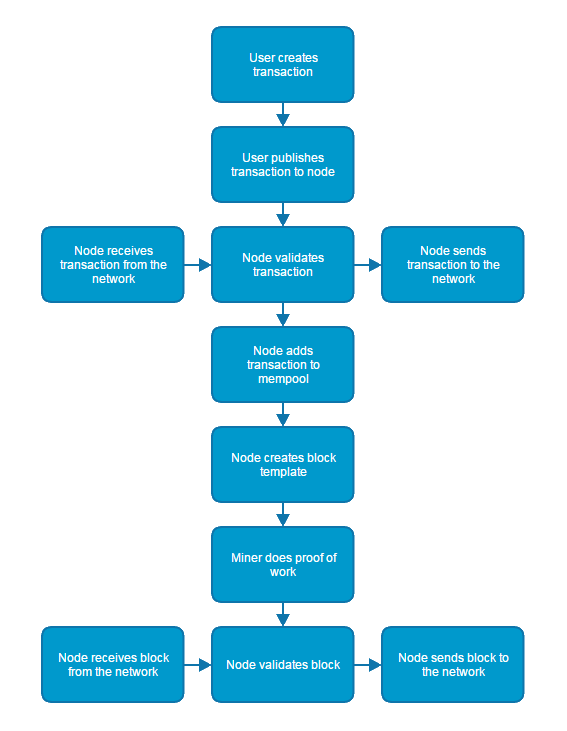 User creates
transaction
User publishes
transaction to node
Node receives
transaction from the
network
Node validates
transaction
Node sends
transaction to the
network
Node adds
transaction to
mempool
Node creates block
template
Miner does proof of
work
Node receives block
from the network
Node validates block
Node sends block to
the network